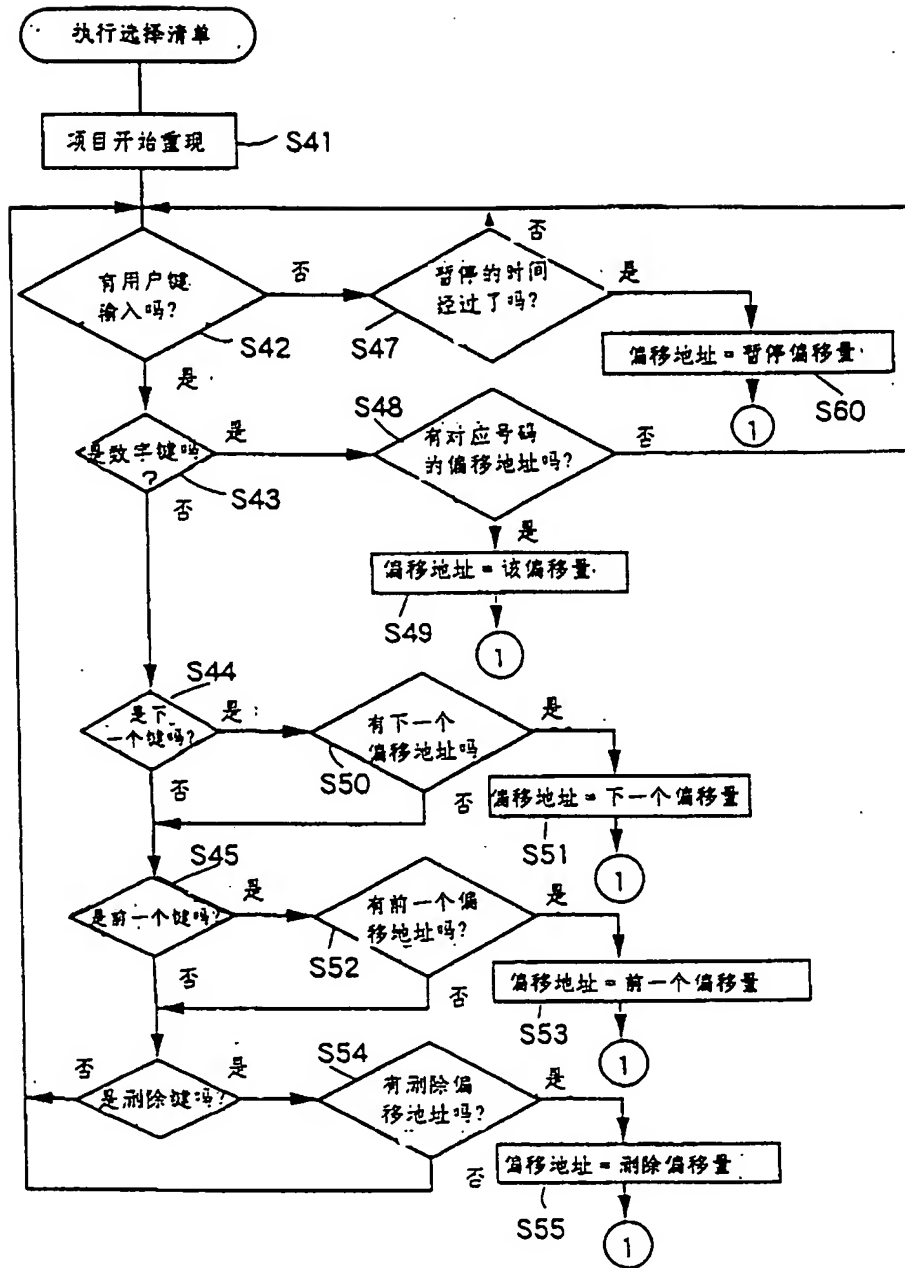 执行选择清单
项目开始重现
S41
有用户键
输入吗?
S42
否
是
暂停的时间
经过了吗?
S47
否
是
偏移地址=暂停偏移量
S60
1
是数字键吗
?
S43
是
否
S48
有对应号码
的偏移地址吗?
否
是
偏移地址=该偏移量
S49
1
S44
是下
一个键吗?
是
否
有下一个
偏移地址吗
S50
是
否
偏移地址=下一个偏移量
S51
1
S45
是前一个键吗?
是
否
有前一个偏
移地址吗?
S52
是
否
偏移地址=前一个偏移量
S53
1
否
是删除键吗?
是
S54
有删除偏
移地址吗?
是
否
偏移地址=删除偏移量
S55
1